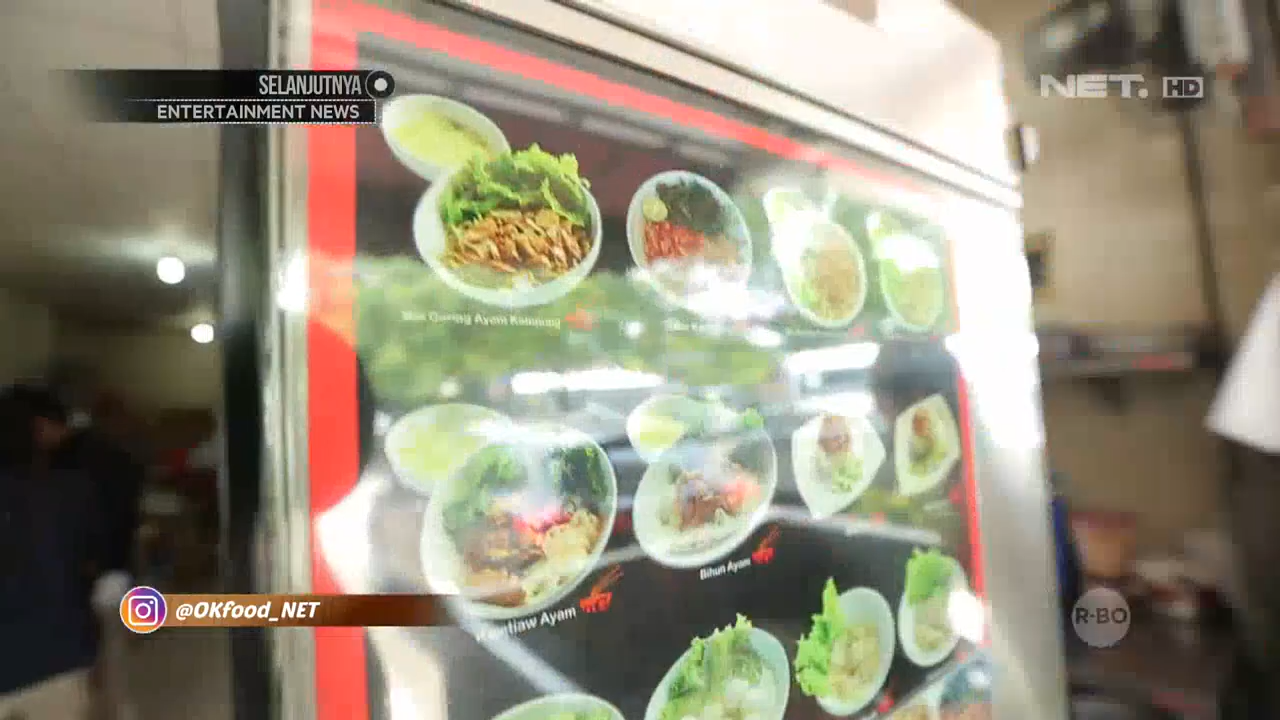 SELANJUTNYA
ENTERTAINMENT NEWS
NET. HD
Mie Goreng Ayam Kampung
Bihun Ayam
Kwetiaw Ayam
@OKfood_NET
R-BO